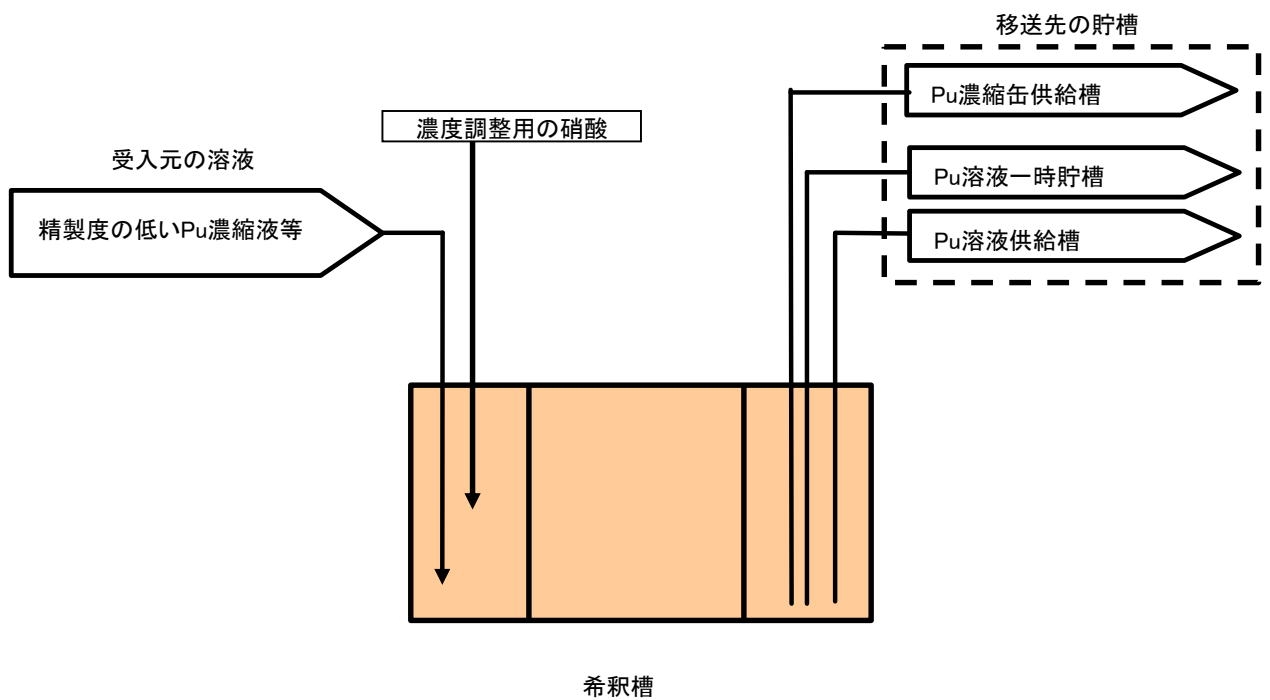 移送先の貯槽
Pu濃縮缶供給槽
濃度調整用の硝酸
受入元の溶液
Pu溶液一時貯槽
精製度の低いPu濃縮液等
Pu溶液供給槽
希釈槽